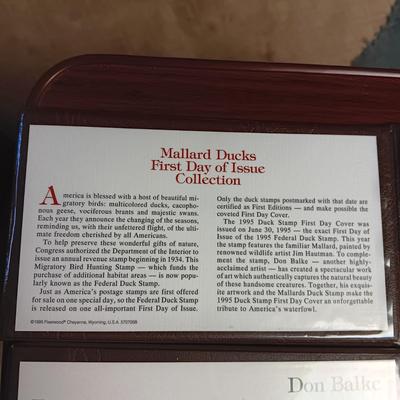 Mallard Ducks
First Day of Issue
Collection
America is blessed with a host of beautiful mi-
gratory birds: multicolored ducks, cacopho-
nous geese, vociferous brants and majestic swans.
Each year they announce the changing of the seasons,
reminding us, with their unfettered flight, of the ulti-
mate freedom cherished by all Americans.
To help preserve these wonderful gifts of nature,
Congress authorized the Department of the Interior to
issue an annual revenue stamp beginning in 1934. This
Migratory Bird Hunting Stamp — which funds the
purchase of additional habitat areas — is now popu-
larly known as the Federal Duck Stamp.
Just as America's postage stamps are first offered
for sale on one special day, so the Federal Duck Stamp
is released on one all-important First Day of Issue.
Only the duck stamps postmarked with that date are
certified as First Editions — and make possible the
coveted First Day Cover.
The 1995 Duck Stamp First Day Cover was
issued on June 30, 1995 — the exact First Day of
Issue of the 1995 Federal Duck Stamp. This year
the stamp features the familiar Mallard, painted by
renowned wildlife artist Jim Hautman. To comple-
ment the stamp, Don Balke — another highly-
acclaimed artist — has created a spectacular work
of art which authentically captures the natural beauty
of these handsome creatures. Together, his exqui-
site artwork and the Mallards Duck Stamp make the
1995 Duck Stamp First Day Cover an unforgettable
tribute to America's waterfowl.
©1995 Fleetwood® Cheyenne, Wyoming, U.S.A. 5707068
Don Balke